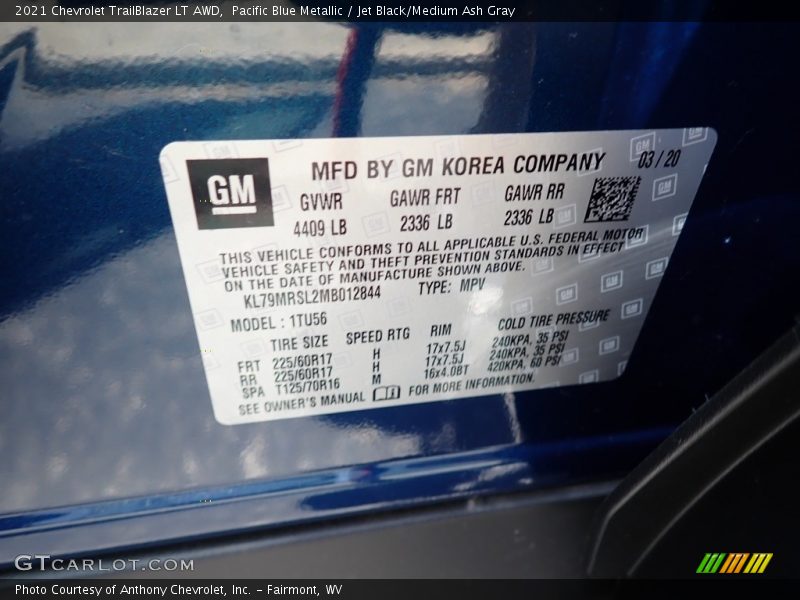 2021 Chevrolet TrailBlazer LT AWD, Pacific Blue Metallic / Jet Black/Medium Ash Gray
GM
MFD BY GM KOREA COMPANY 03 / 20
GVWR GAWR FRT GAWR RR
4409 LB 2336 LB 2336 LB
THIS VEHICLE CONFORMS TO ALL APPLICABLE U.S. FEDERAL MOTOR
VEHICLE SAFETY AND THEFT PREVENTION STANDARDS IN EFFECT
ON THE DATE OF MANUFACTURE SHOWN ABOVE.
KL79MRSL2MB012844 TYPE: MPV
MODEL : 1TU56
TIRE SIZE SPEED RTG RIM COLD TIRE PRESSURE
FRT 225/60R17 H 17x7.5J 240KPA, 35 PSI
RR 225/60R17 H 17x7.5J 240KPA, 35 PSI
SPA T125/70R16 M 16x4.0BT 420KPA, 60 PSI
SEE OWNER'S MANUAL FOR MORE INFORMATION.
GTCARLOT.COM
Photo Courtesy of Anthony Chevrolet, Inc. – Fairmont, WV